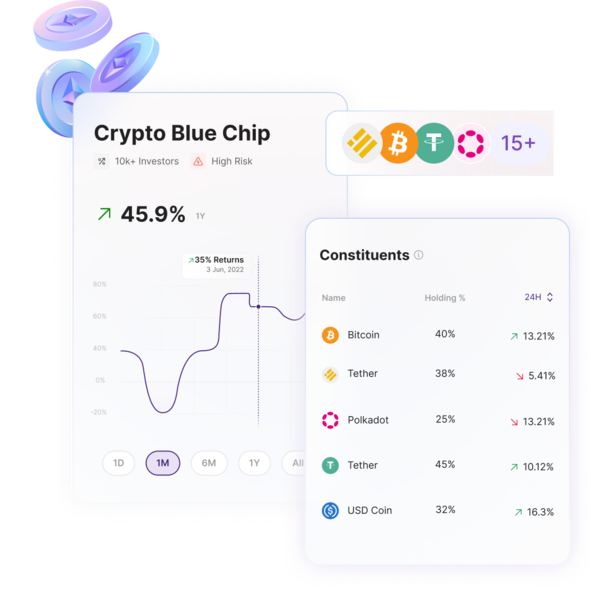 Crypto Blue Chip
10k+ Investors High Risk
45.9% 1Y
35% Returns
3 Jun, 2022
80%
60%
40%
0%
-20%
1D 1M 6M 1Y All
15+
Constituents
Name Holding % 24H
Bitcoin 40% 13.21%
Tether 38% 5.41%
Polkadot 25% 13.21%
Tether 45% 10.12%
USD Coin 32% 16.3%